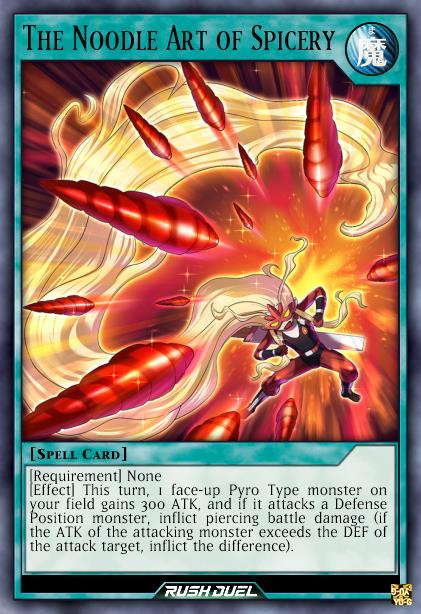 The Noodle Art of Spicery
ま
魔
[Spell Card]
[Requirement] None
[Effect] This turn, 1 face-up Pyro Type monster on
your field gains 300 ATK, and if it attacks a Defense
Position monster, inflict piercing battle damage (if
the ATK of the attacking monster exceeds the DEF of
the attack target, inflict the difference).
RUSH DUEL